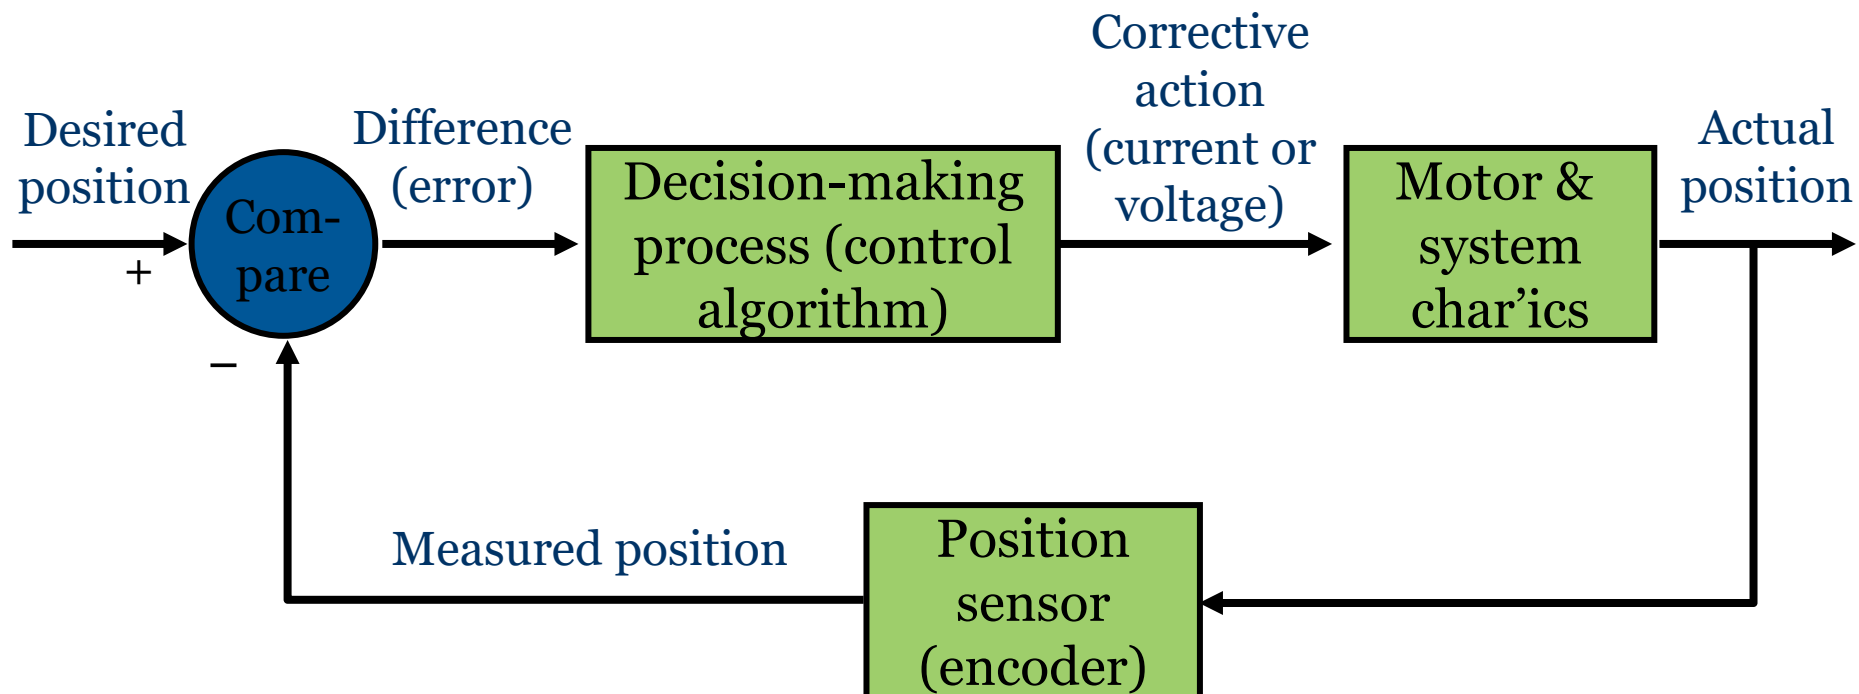 Desired
position
+
Com-
pare
–
Difference
(error)
Decision-making
process (control
algorithm)
Corrective
action
(current or
voltage)
Motor &
system
char’ics
Actual
position
Measured position
Position
sensor
(encoder)